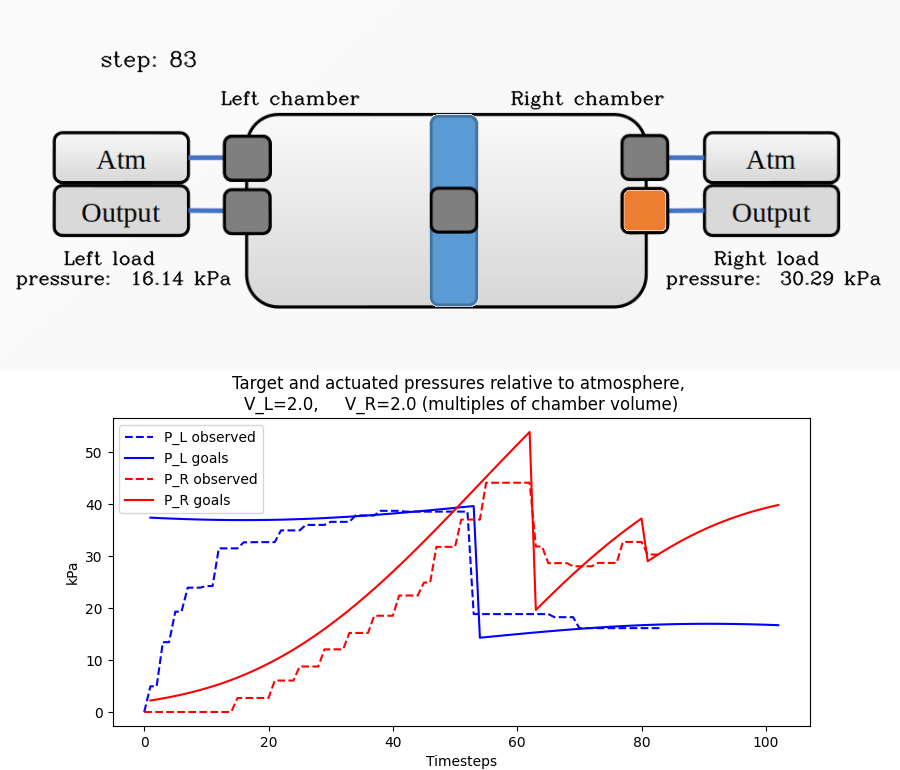 step: 83
Left chamber
Right chamber
Atm
Output
Left load
pressure: 16.14 kPa
Atm
Output
Right load
pressure: 30.29 kPa
Target and actuated pressures relative to atmosphere,
V_L=2.0, V_R=2.0 (multiples of chamber volume)
P_L observed
P_L goals
P_R observed
P_R goals
kPa
50
40
30
20
10
0
0 20 40 60 80 100
Timesteps